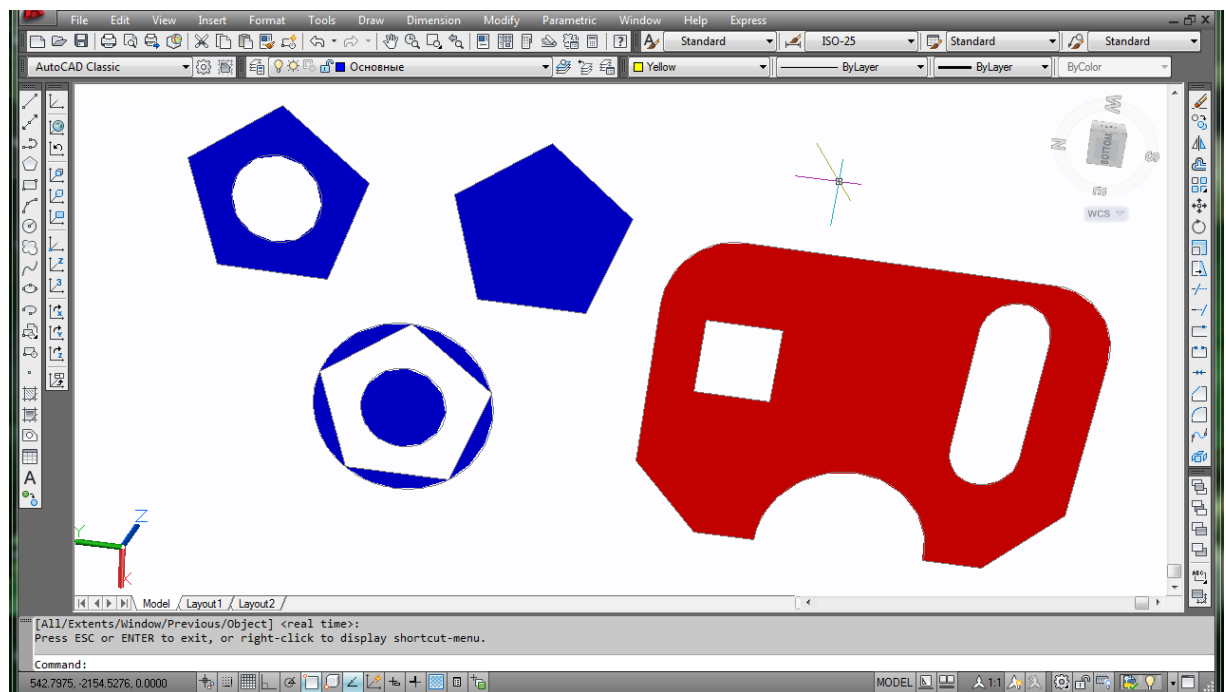 File Edit View Insert Format Tools Draw Dimension Modify Parametric Window Help Express
Standard ISO-25 Standard Standard
AutoCAD Classic Основные Yellow ByLayer ByLayer ByColor
W
N BOTTOM S
E
WCS
Z
Y
X
Model Layout1 Layout2
[All/Extents/Window/Previous/Object] <real time>:
Press ESC or ENTER to exit, or right-click to display shortcut-menu.
Command:
542.7975, -2154.5276, 0.0000 MODEL 1:1